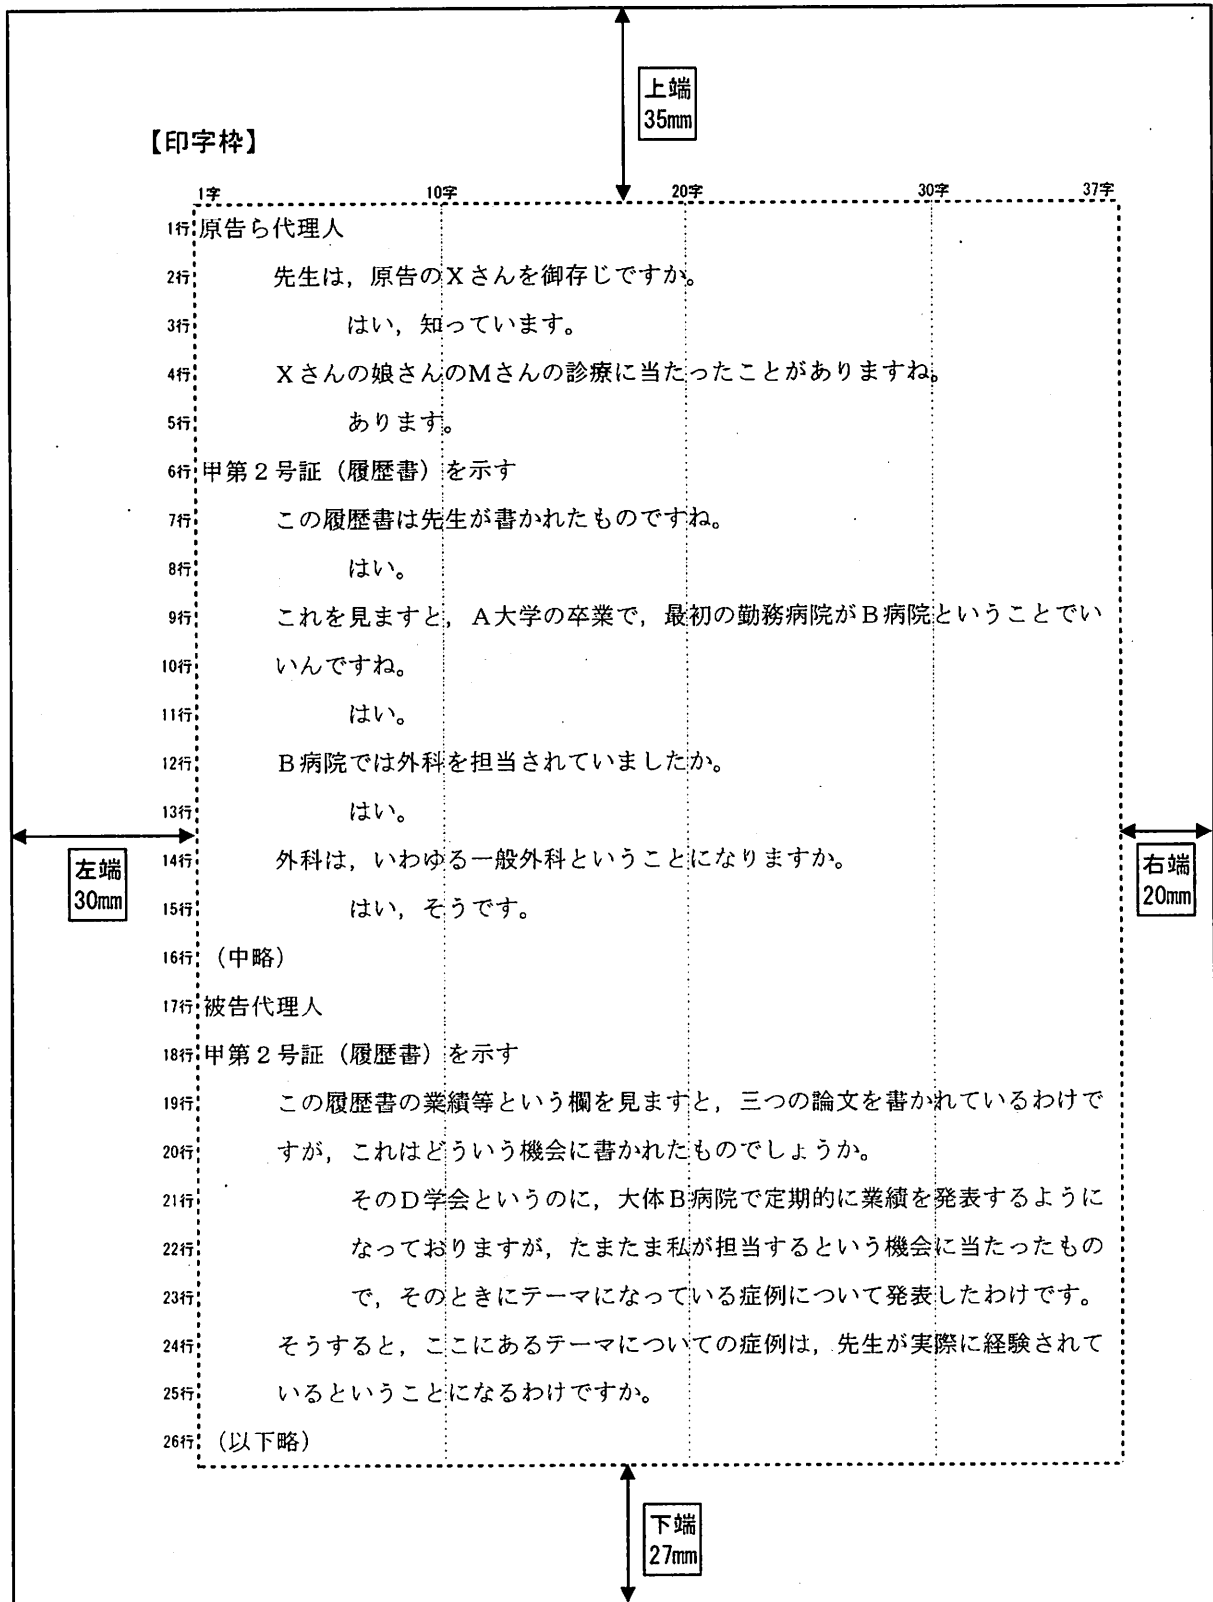 上端
35mm
【印字枠】
1字 10字 20字 30字 37字
1行 原告ら代理人
2行 先生は，原告のXさんを御存じですか。
3行 はい，知っています。
4行 Xさんの娘さんのMさんの診療に当たったことがありますね。
5行 あります。
6行 甲第２号証（履歴書）を示す
7行 この履歴書は先生が書かれたものですね。
8行 はい。
9行 これを見ますと，A大学の卒業で，最初の勤務病院がB病院ということでい
10行 いんですね。
11行 はい。
12行 B病院では外科を担当されていましたか。
13行 はい。
14行 外科は，いわゆる一般外科ということになりますか。
15行 はい，そうです。
左端
30mm
右端
20mm
16行 （中略）
17行 被告代理人
18行 甲第２号証（履歴書）を示す
19行 この履歴書の業績等という欄を見ますと，三つの論文を書かれているわけで
20行 すが，これはどういう機会に書かれたものでしょうか。
21行 そのD学会というのに，大体B病院で定期的に業績を発表するように
22行 なっておりますが，たまたま私が担当するという機会に当たったもの
23行 で，そのときにテーマになっている症例について発表したわけです。
24行 そうすると，ここにあるテーマについての症例は，先生が実際に経験されて
25行 いるということになるわけですか。
26行 （以下略）
下端
27mm